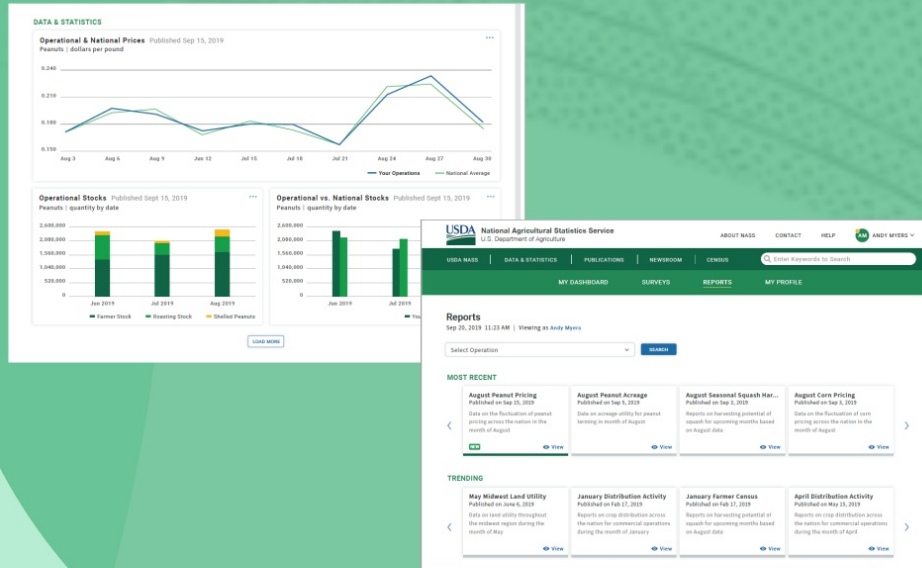 DATA & STATISTICS
Operational & National Prices Published Sep 15, 2019
Peanuts | dollars per pound
0.240
0.210
0.180
0.150
Aug 3 Aug 6 Aug 9 Jun 12 Jul 15 Jul 18 Jul 21 Aug 24 Aug 27 Aug 30
Your Operations National Average
Operational Stocks Published Sept 15, 2019
Peanuts | quantity by date
2,600,000
2,080,000
1,560,000
1,040,000
520,000
0
Jun 2019 Jul 2019 Aug 2019
Farmer Stock Roasting Stock Shelled Peanuts
Operational vs. National Stocks Published Sept 15, 2019
Peanuts | quantity by date
2,600,000
2,080,000
1,560,000
1,040,000
520,000
0
Jun 2019 Jul 2019
LOAD MORE
USDA National Agricultural Statistics Service
U.S. Department of Agriculture
ABOUT NASS CONTACT HELP AM ANDY MYERS
USDA NASS DATA & STATISTICS PUBLICATIONS NEWSROOM CENSUS Enter Keywords to Search
MY DASHBOARD SURVEYS REPORTS MY PROFILE
Reports
Sep 20, 2019 11:23 AM | Viewing as Andy Myers
Select Operation SEARCH
MOST RECENT
August Peanut Pricing
Published on Sep 15, 2019
Data on the fluctuation of peanut
pricing across the nation in the
month of August
View
August Peanut Acreage
Published on Sep 5, 2019
Data on acreage utility for peanut
farming in month of August
View
August Seasonal Squash Har...
Published on Sep 3, 2019
Reports on harvesting potential of
squash for upcoming months based
on August data
View
August Corn Pricing
Published on Sep 3, 2019
Data on the fluctuation of corn
pricing across the nation in the
month of August
View
TRENDING
May Midwest Land Utility
Published on June 6, 2019
Data on land utility throughout
the midwest region during the
month of May
View
January Distribution Activity
Published on Feb 17, 2019
Reports on crop distribution across
the nation for commercial operations
during the month of January
View
January Farmer Census
Published on Feb 17, 2019
Reports on harvesting potential of
squash for upcoming months based
on August data
View
April Distribution Activity
Published on May 15, 2019
Reports on crop distribution across
the nation for commercial operations
during the month of April
View